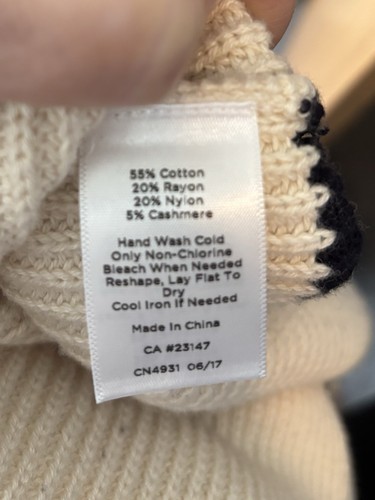 55% Cotton
20% Rayon
20% Nylon
5% Cashmere
Hand Wash Cold
Only Non-Chlorine
Bleach When Needed
Reshape, Lay Flat To
Dry
Cool Iron If Needed
Made In China
CA #23147
CN4931 06/17